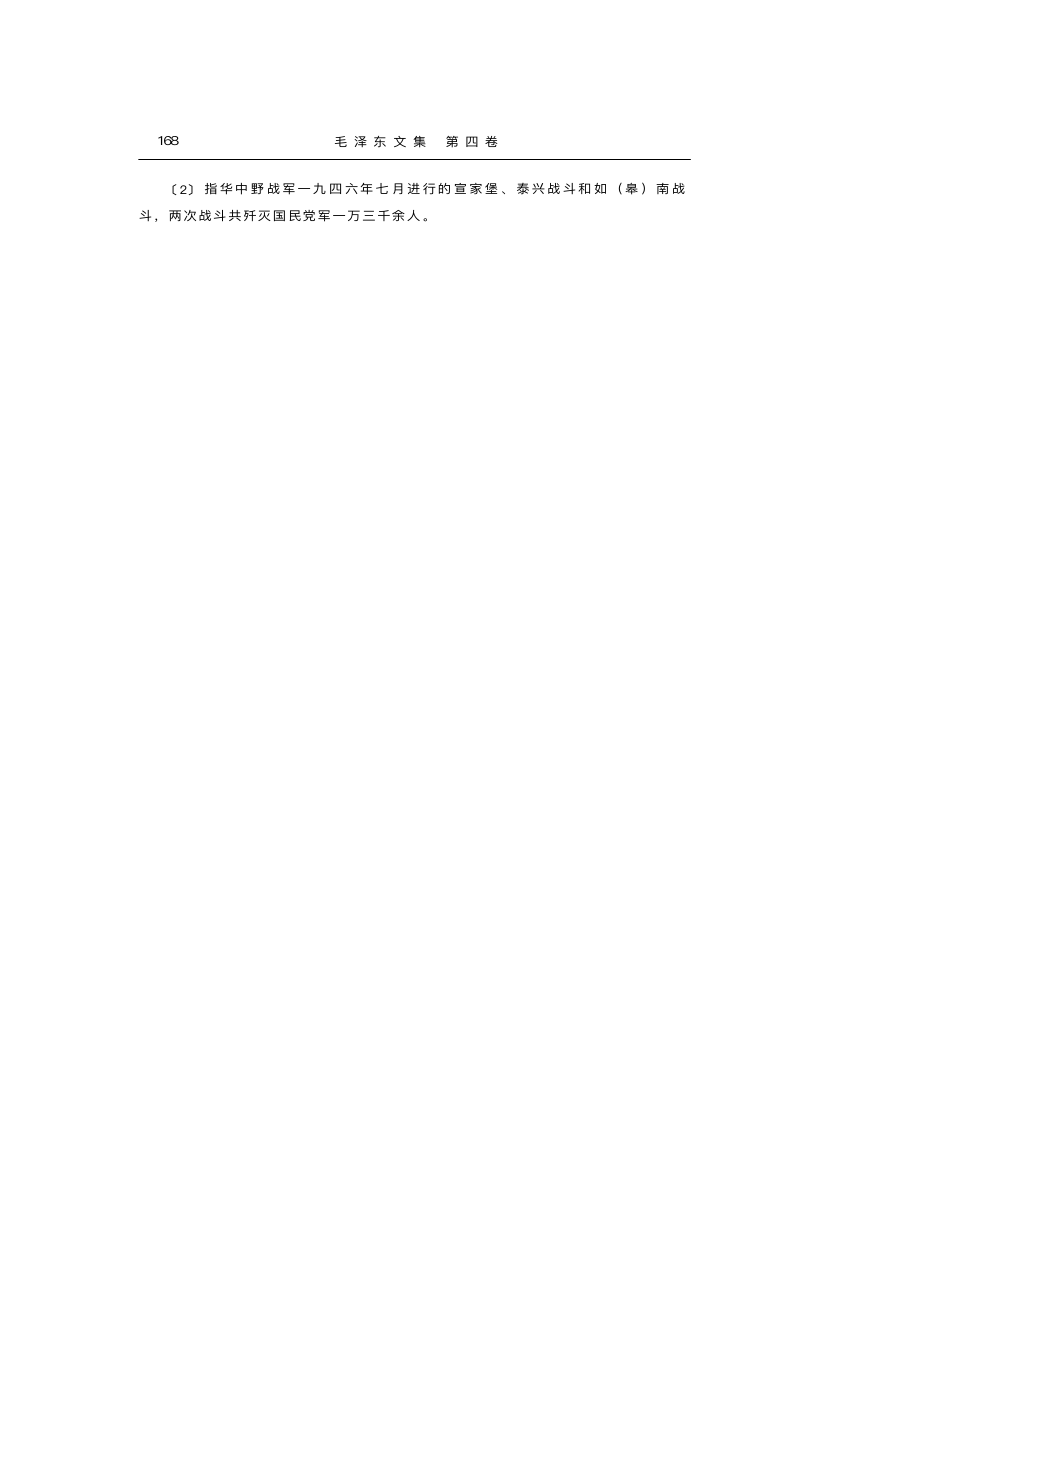 168 毛泽东文集 第四卷
〔2〕指华中野战军一九四六年七月进行的宣家堡、泰兴战斗和如（皋）南战
斗，两次战斗共歼灭国民党军一万三千余人。